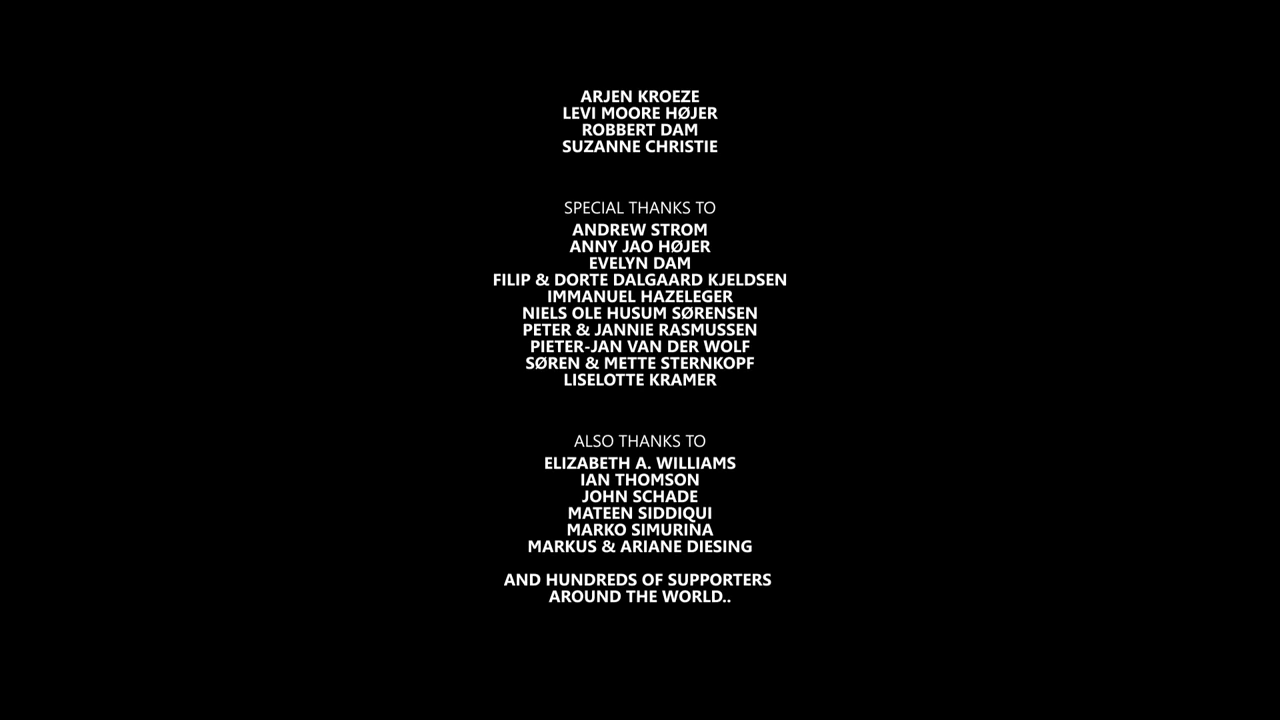 ARJEN KROEZE
LEVI MOORE HØJER
ROBBERT DAM
SUZANNE CHRISTIE
SPECIAL THANKS TO
ANDREW STROM
ANNY JAO HØJER
EVELYN DAM
FILIP & DORTE DALGAARD KJELDSEN
IMMANUEL HAZELEGER
NIELS OLE HUSUM SØRENSEN
PETER & JANNIE RASMUSSEN
PIETER-JAN VAN DER WOLF
SØREN & METTE STERNKOPF
LISELOTTE KRAMER
ALSO THANKS TO
ELIZABETH A. WILLIAMS
IAN THOMSON
JOHN SCHADE
MATEEN SIDDIQUI
MARKO SIMURINA
MARKUS & ARIANE DIESING
AND HUNDREDS OF SUPPORTERS
AROUND THE WORLD..